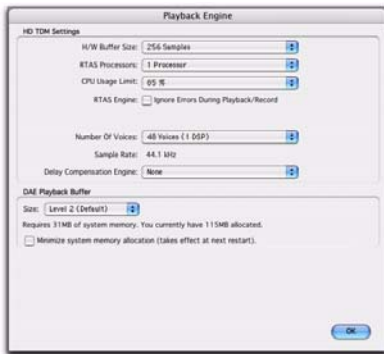 Playback Engine
HD TDM Settings
H/W Buffer Size: 256 Samples
RTAS Processors: 1 Processor
CPU Usage Limit: 85 %
RTAS Engine: Ignore Errors During Playback/Record
Number Of Voices: 48 Voices (1 DSP)
Sample Rate: 44.1 kHz
Delay Compensation Engine: None
DAE Playback Buffer
Size: Level 2 (Default)
Requires 31MB of system memory. You currently have 115MB allocated.
Minimize system memory allocation (takes effect at next restart).
OK